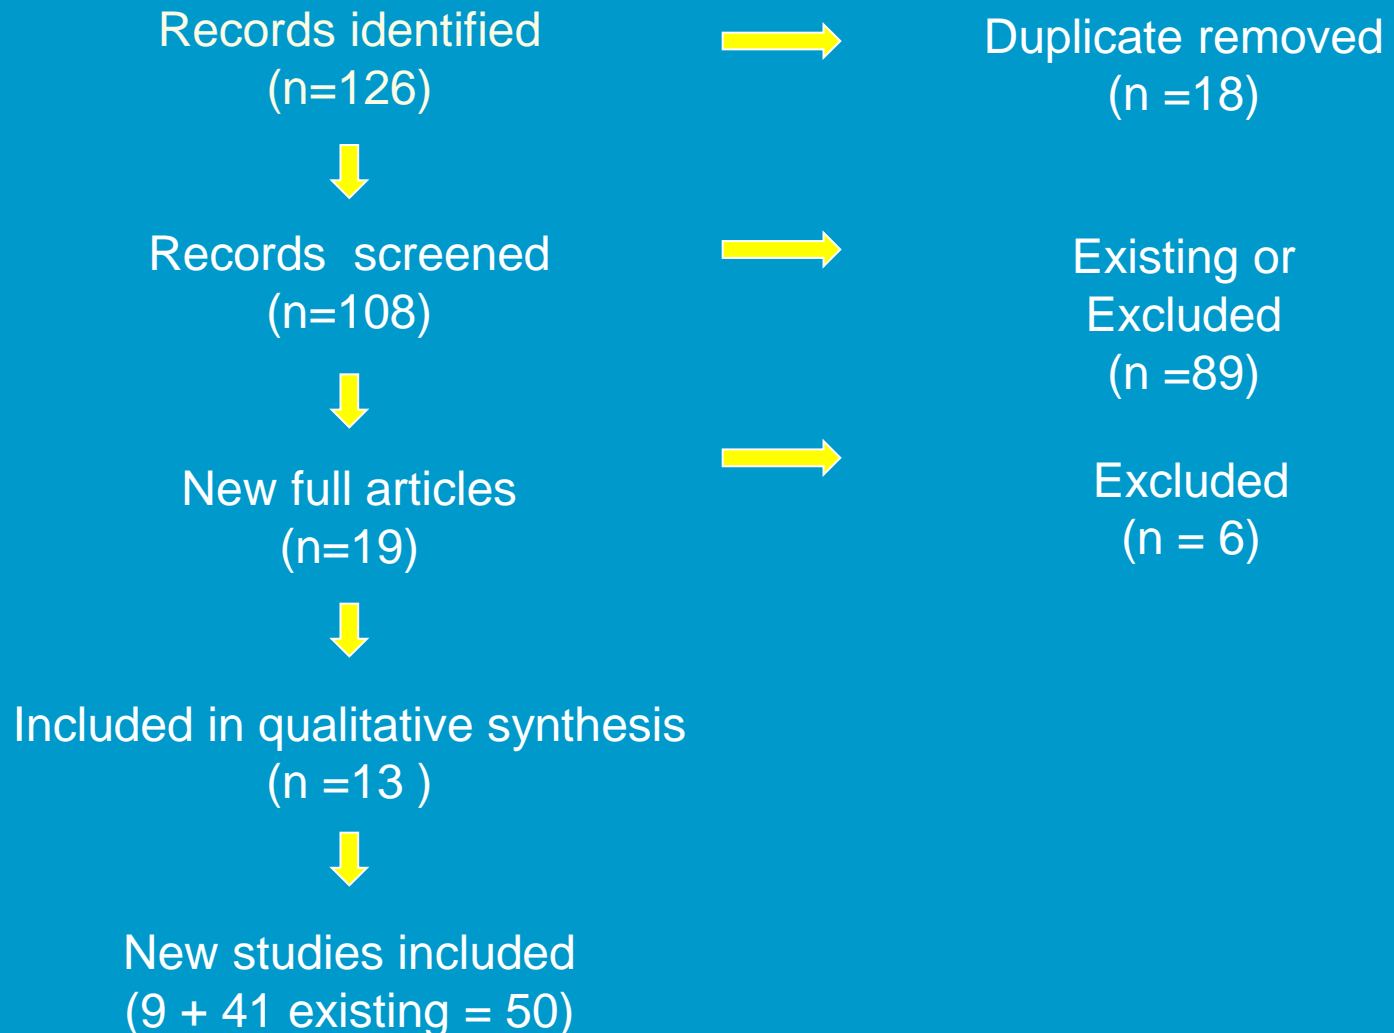 Records identified
(n=126)
Duplicate removed
(n =18)
Records  screened
(n=108)
Existing or
Excluded
(n =89)
New full articles
(n=19)
Excluded
(n = 6)
Included in qualitative synthesis
(n =13 )
New studies included
(9 + 41 existing = 50)